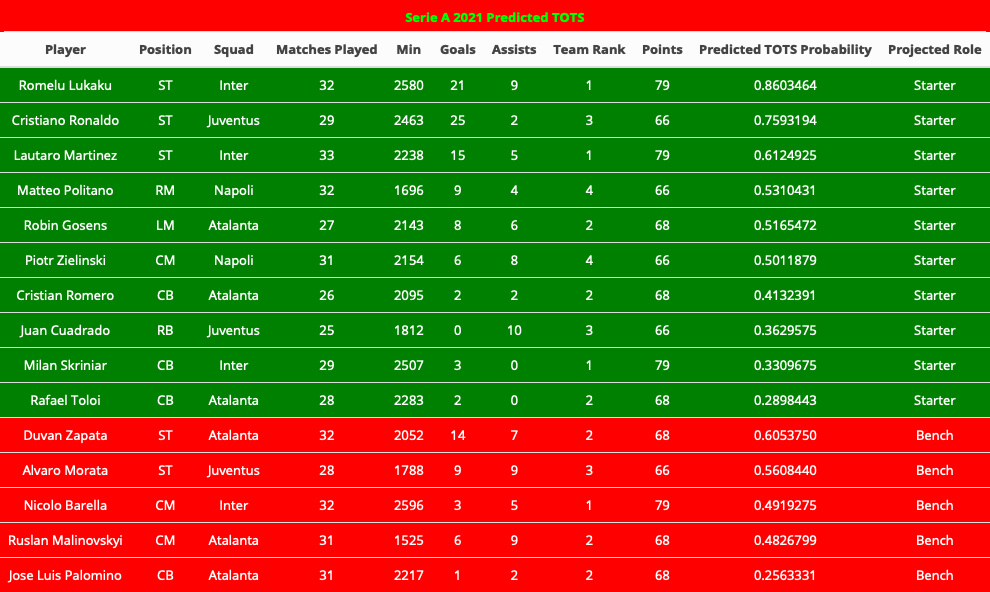 Serie A 2021 Predicted TOTS
Player Position Squad Matches Played Min Goals Assists Team Rank Points Predicted TOTS Probability Projected Role
Romelu Lukaku ST Inter 32 2580 21 9 1 79 0.8603464 Starter
Cristiano Ronaldo ST Juventus 29 2463 25 2 3 66 0.7593194 Starter
Lautaro Martinez ST Inter 33 2238 15 5 1 79 0.6124925 Starter
Matteo Politano RM Napoli 32 1696 9 4 4 66 0.5310431 Starter
Robin Gosens LM Atalanta 27 2143 8 6 2 68 0.5165472 Starter
Piotr Zielinski CM Napoli 31 2154 6 8 4 66 0.5011879 Starter
Cristian Romero CB Atalanta 26 2095 2 2 2 68 0.4132391 Starter
Juan Cuadrado RB Juventus 25 1812 0 10 3 66 0.3629575 Starter
Milan Skriniar CB Inter 29 2507 3 0 1 79 0.3309675 Starter
Rafael Toloi CB Atalanta 28 2283 2 0 2 68 0.2898443 Starter
Duvan Zapata ST Atalanta 32 2052 14 7 2 68 0.6053750 Bench
Alvaro Morata ST Juventus 28 1788 9 9 3 66 0.5608440 Bench
Nicolo Barella CM Inter 32 2596 3 5 1 79 0.4919275 Bench
Ruslan Malinovskyi CM Atalanta 31 1525 6 9 2 68 0.4826799 Bench
Jose Luis Palomino CB Atalanta 31 2217 1 2 2 68 0.2563331 Bench